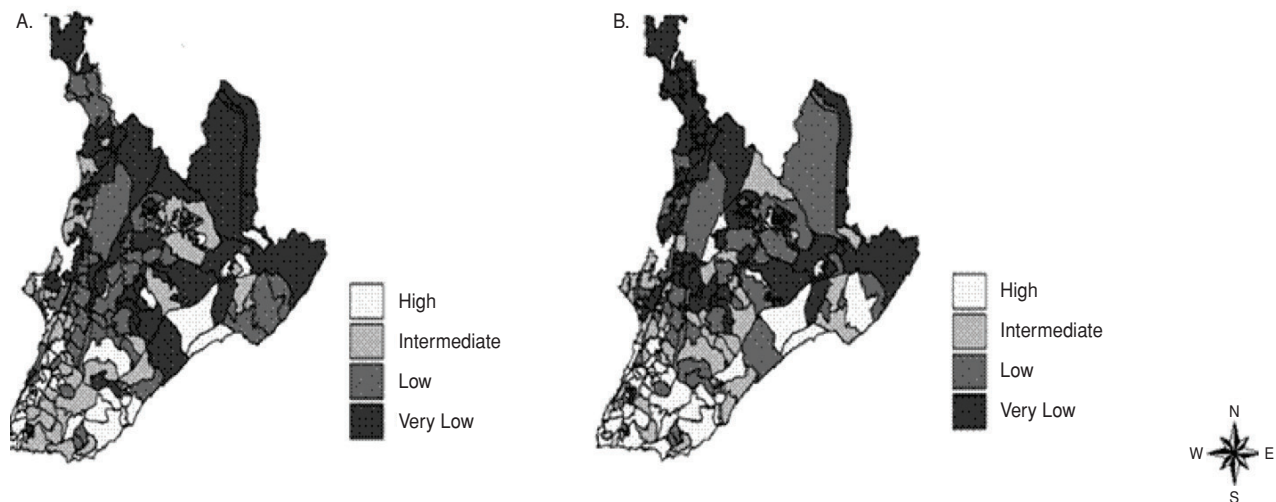 A.
High
Intermediate
Low
Very Low
B.
High
Intermediate
Low
Very Low
N
W E
S